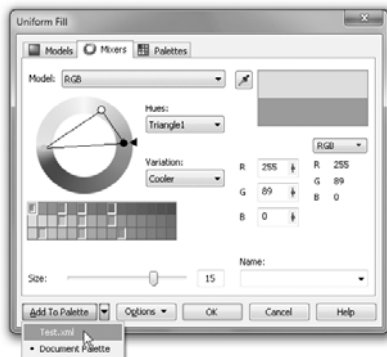 Uniform Fill
Models Mixers Palettes
Model: RGB
Hues:
Triangle1
Variation:
Cooler
RGB
R 255 R 255
G 89 G 89
B 0 B 0
Size: 15
Name:
Add To Palette Options OK Cancel Help
Test.xml
• Document Palette